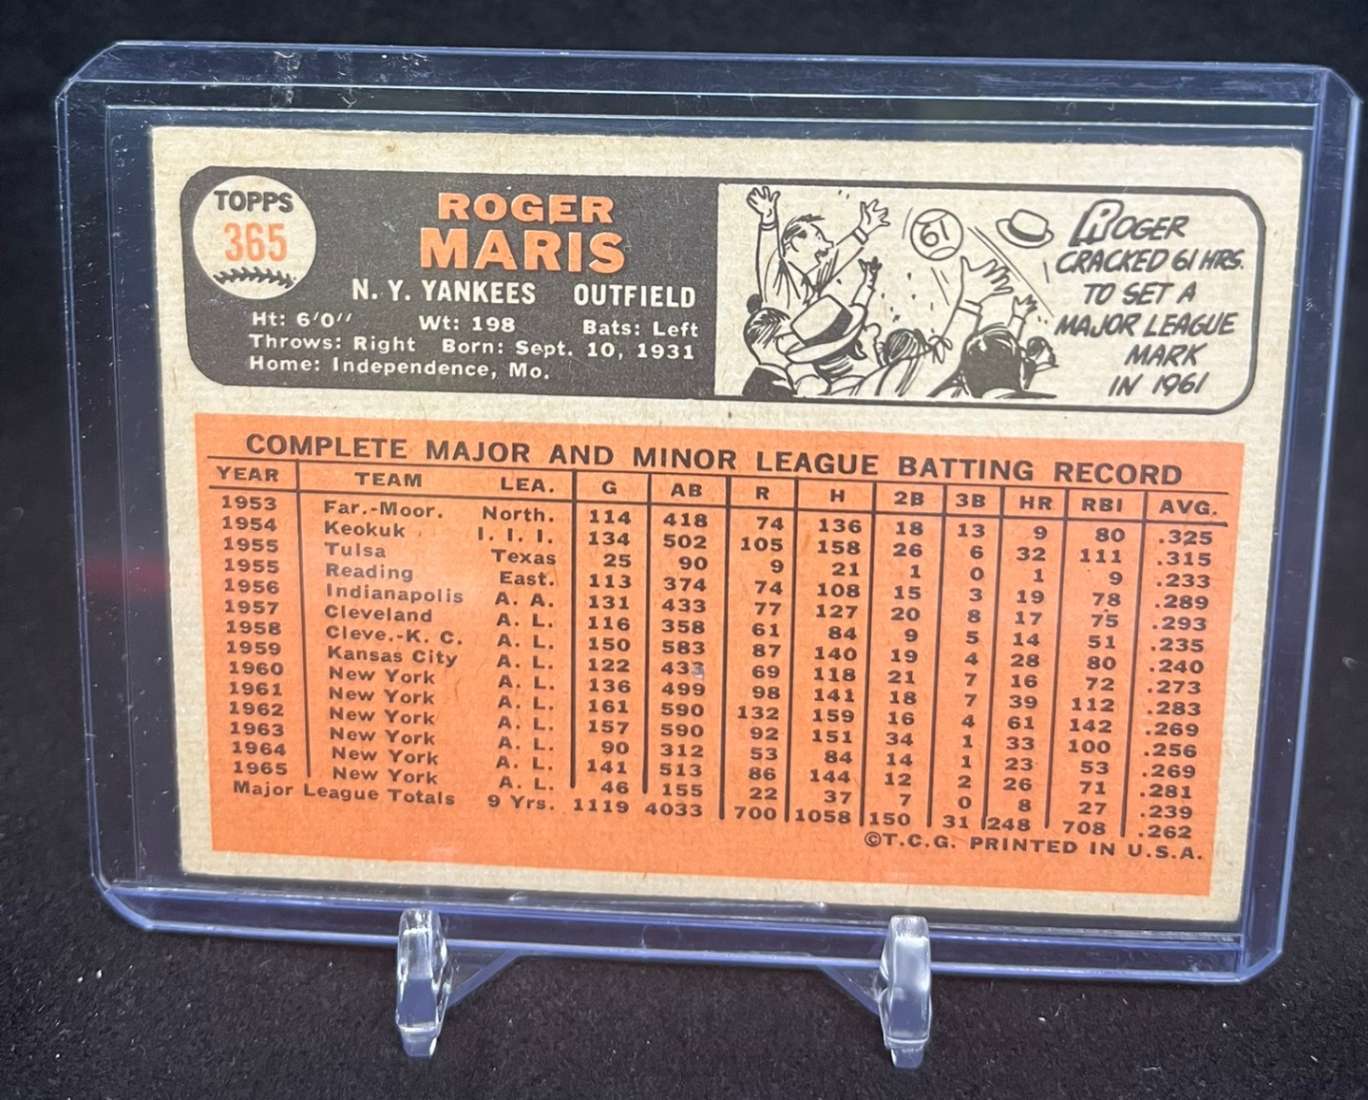 TOPPS
365
ROGER
MARIS
N. Y. YANKEES OUTFIELD
Ht: 6'0'' Wt: 198 Bats: Left
Throws: Right Born: Sept. 10, 1931
Home: Independence, Mo.
61
ROGER
CRACKED 61 HRS.
TO SET A
MAJOR LEAGUE
MARK
IN 1961
COMPLETE MAJOR AND MINOR LEAGUE BATTING RECORD
YEAR TEAM LEA. G AB R H 2B 3B HR RBI AVG.
1953 Far.-Moor. North. 114 418 74 136 18 13 9 80 .325
1954 Keokuk I. I. I. 134 502 105 158 26 6 32 111 .315
1955 Tulsa Texas 25 90 9 21 1 0 1 9 .233
1955 Reading East. 113 374 74 108 15 3 19 78 .289
1956 Indianapolis A. A. 131 433 77 127 20 8 17 75 .293
1957 Cleveland A. L. 116 358 61 84 9 5 14 51 .235
1958 Cleve.-K. C. A. L. 150 583 87 140 19 4 28 80 .240
1959 Kansas City A. L. 122 433 69 118 21 7 16 72 .273
1960 New York A. L. 136 499 98 141 18 7 39 112 .283
1961 New York A. L. 161 590 132 159 16 4 61 142 .269
1962 New York A. L. 157 590 92 151 34 1 33 100 .256
1963 New York A. L. 90 312 53 84 14 1 23 53 .269
1964 New York A. L. 141 513 86 144 12 2 26 71 .281
1965 New York A. L. 46 155 22 37 7 0 8 27 .239
Major League Totals 9 Yrs. 1119 4033 700 1058 150 31 248 708 .262
©T.C.G. PRINTED IN U.S.A.